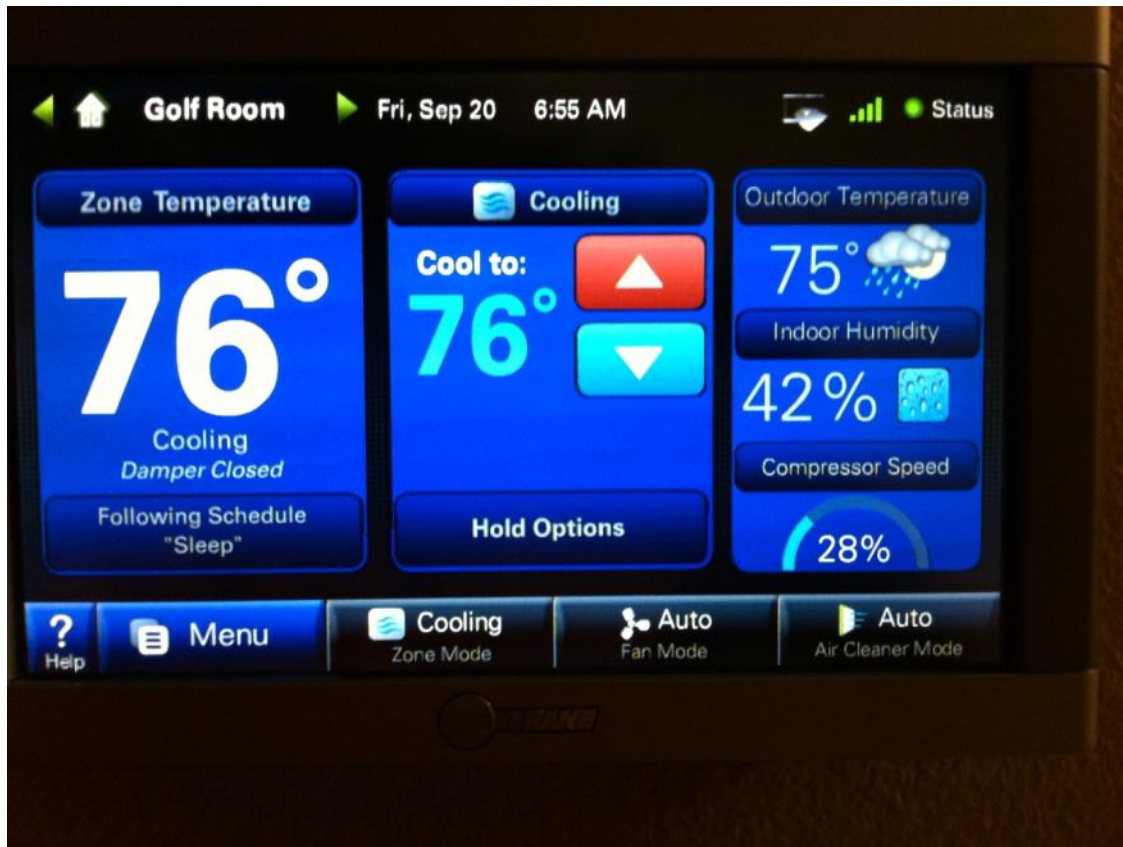 Golf Room
Fri, Sep 20
6:55 AM
Status
Zone Temperature
76°
Cooling
Damper Closed
Following Schedule
"Sleep"
Cooling
Cool to:
76°
Hold Options
Outdoor Temperature
75°
Indoor Humidity
42%
Compressor Speed
28%
?
Help
Menu
Cooling
Zone Mode
Auto
Fan Mode
Auto
Air Cleaner Mode
TRANE